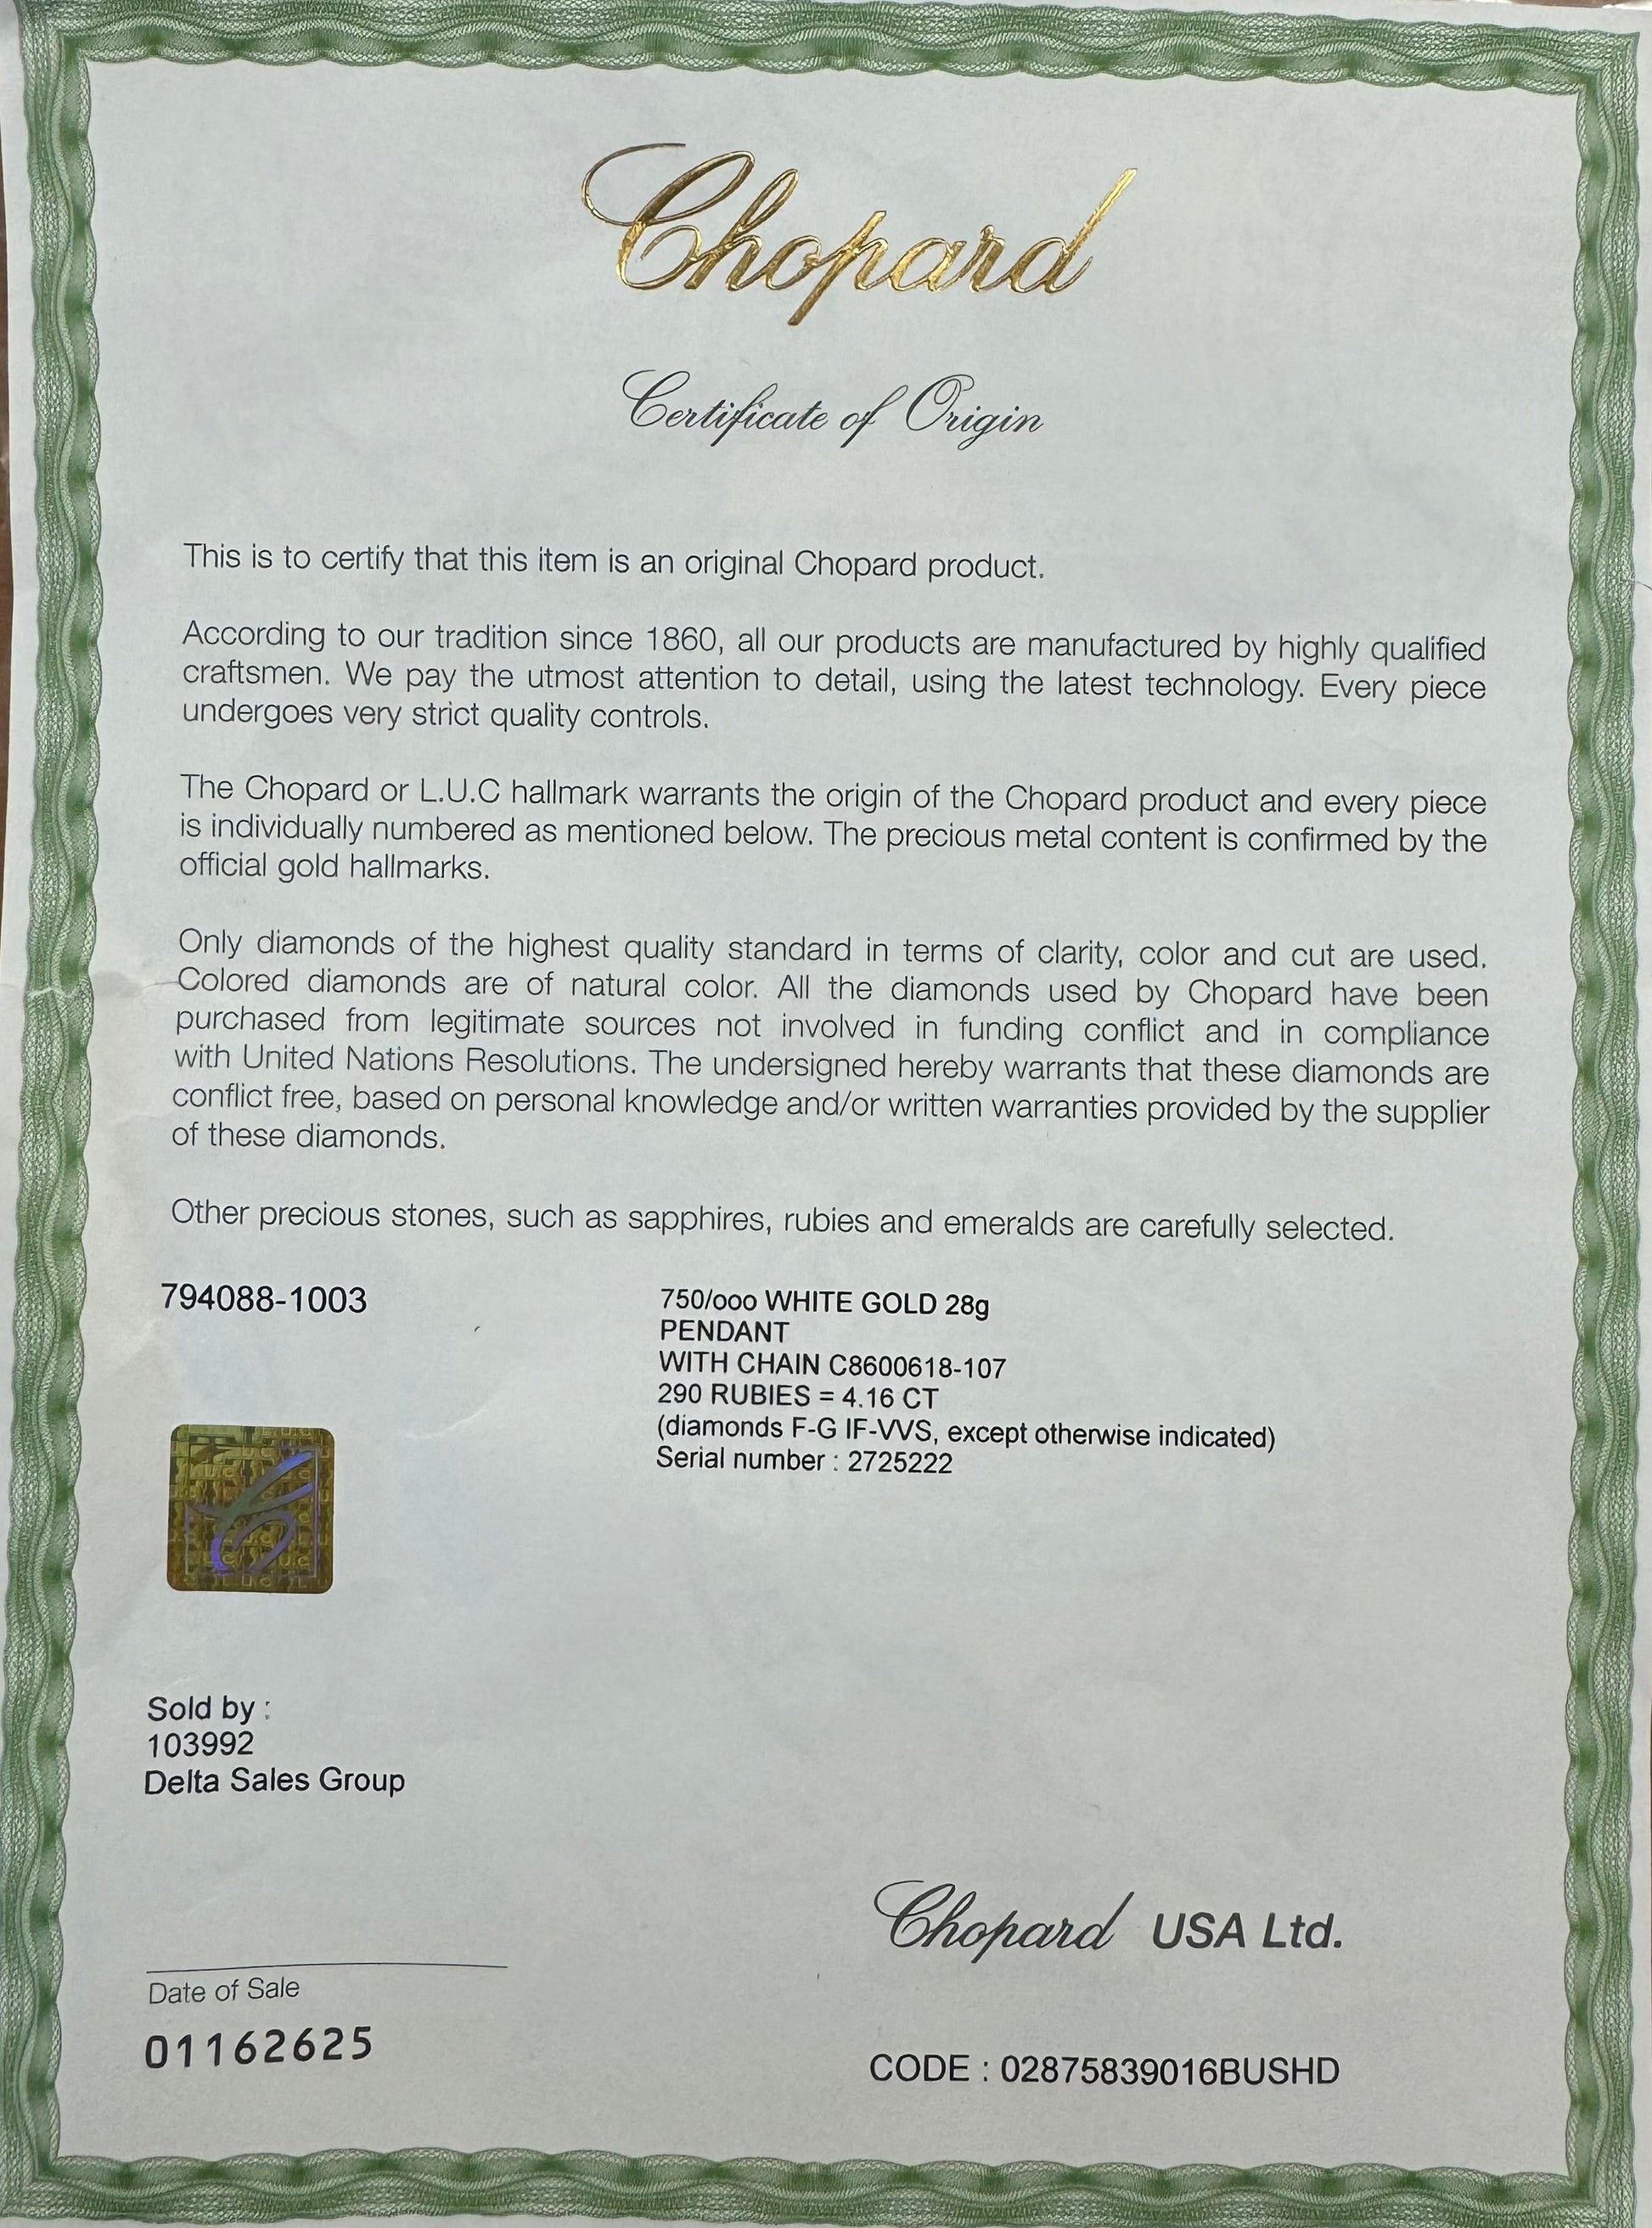 Chopard
Certificate of Origin
This is to certify that this item is an original Chopard product.
According to our tradition since 1860, all our products are manufactured by highly qualified
craftsmen. We pay the utmost attention to detail, using the latest technology. Every piece
undergoes very strict quality controls.
The Chopard or L.U.C hallmark warrants the origin of the Chopard product and every piece
is individually numbered as mentioned below. The precious metal content is confirmed by the
official gold hallmarks.
Only diamonds of the highest quality standard in terms of clarity, color and cut are used.
Colored diamonds are of natural color. All the diamonds used by Chopard have been
purchased from legitimate sources not involved in funding conflict and in compliance
with United Nations Resolutions. The undersigned hereby warrants that these diamonds are
conflict free, based on personal knowledge and/or written warranties provided by the supplier
of these diamonds.
Other precious stones, such as sapphires, rubies and emeralds are carefully selected.
794088-1003
750/ooo WHITE GOLD 28g
PENDANT
WITH CHAIN C8600618-107
290 RUBIES = 4.16 CT
(diamonds F-G IF-VVS, except otherwise indicated)
Serial number : 2725222
Sold by :
103992
Delta Sales Group
Chopard USA Ltd.
Date of Sale
01162625
CODE : 02875839016BUSHD